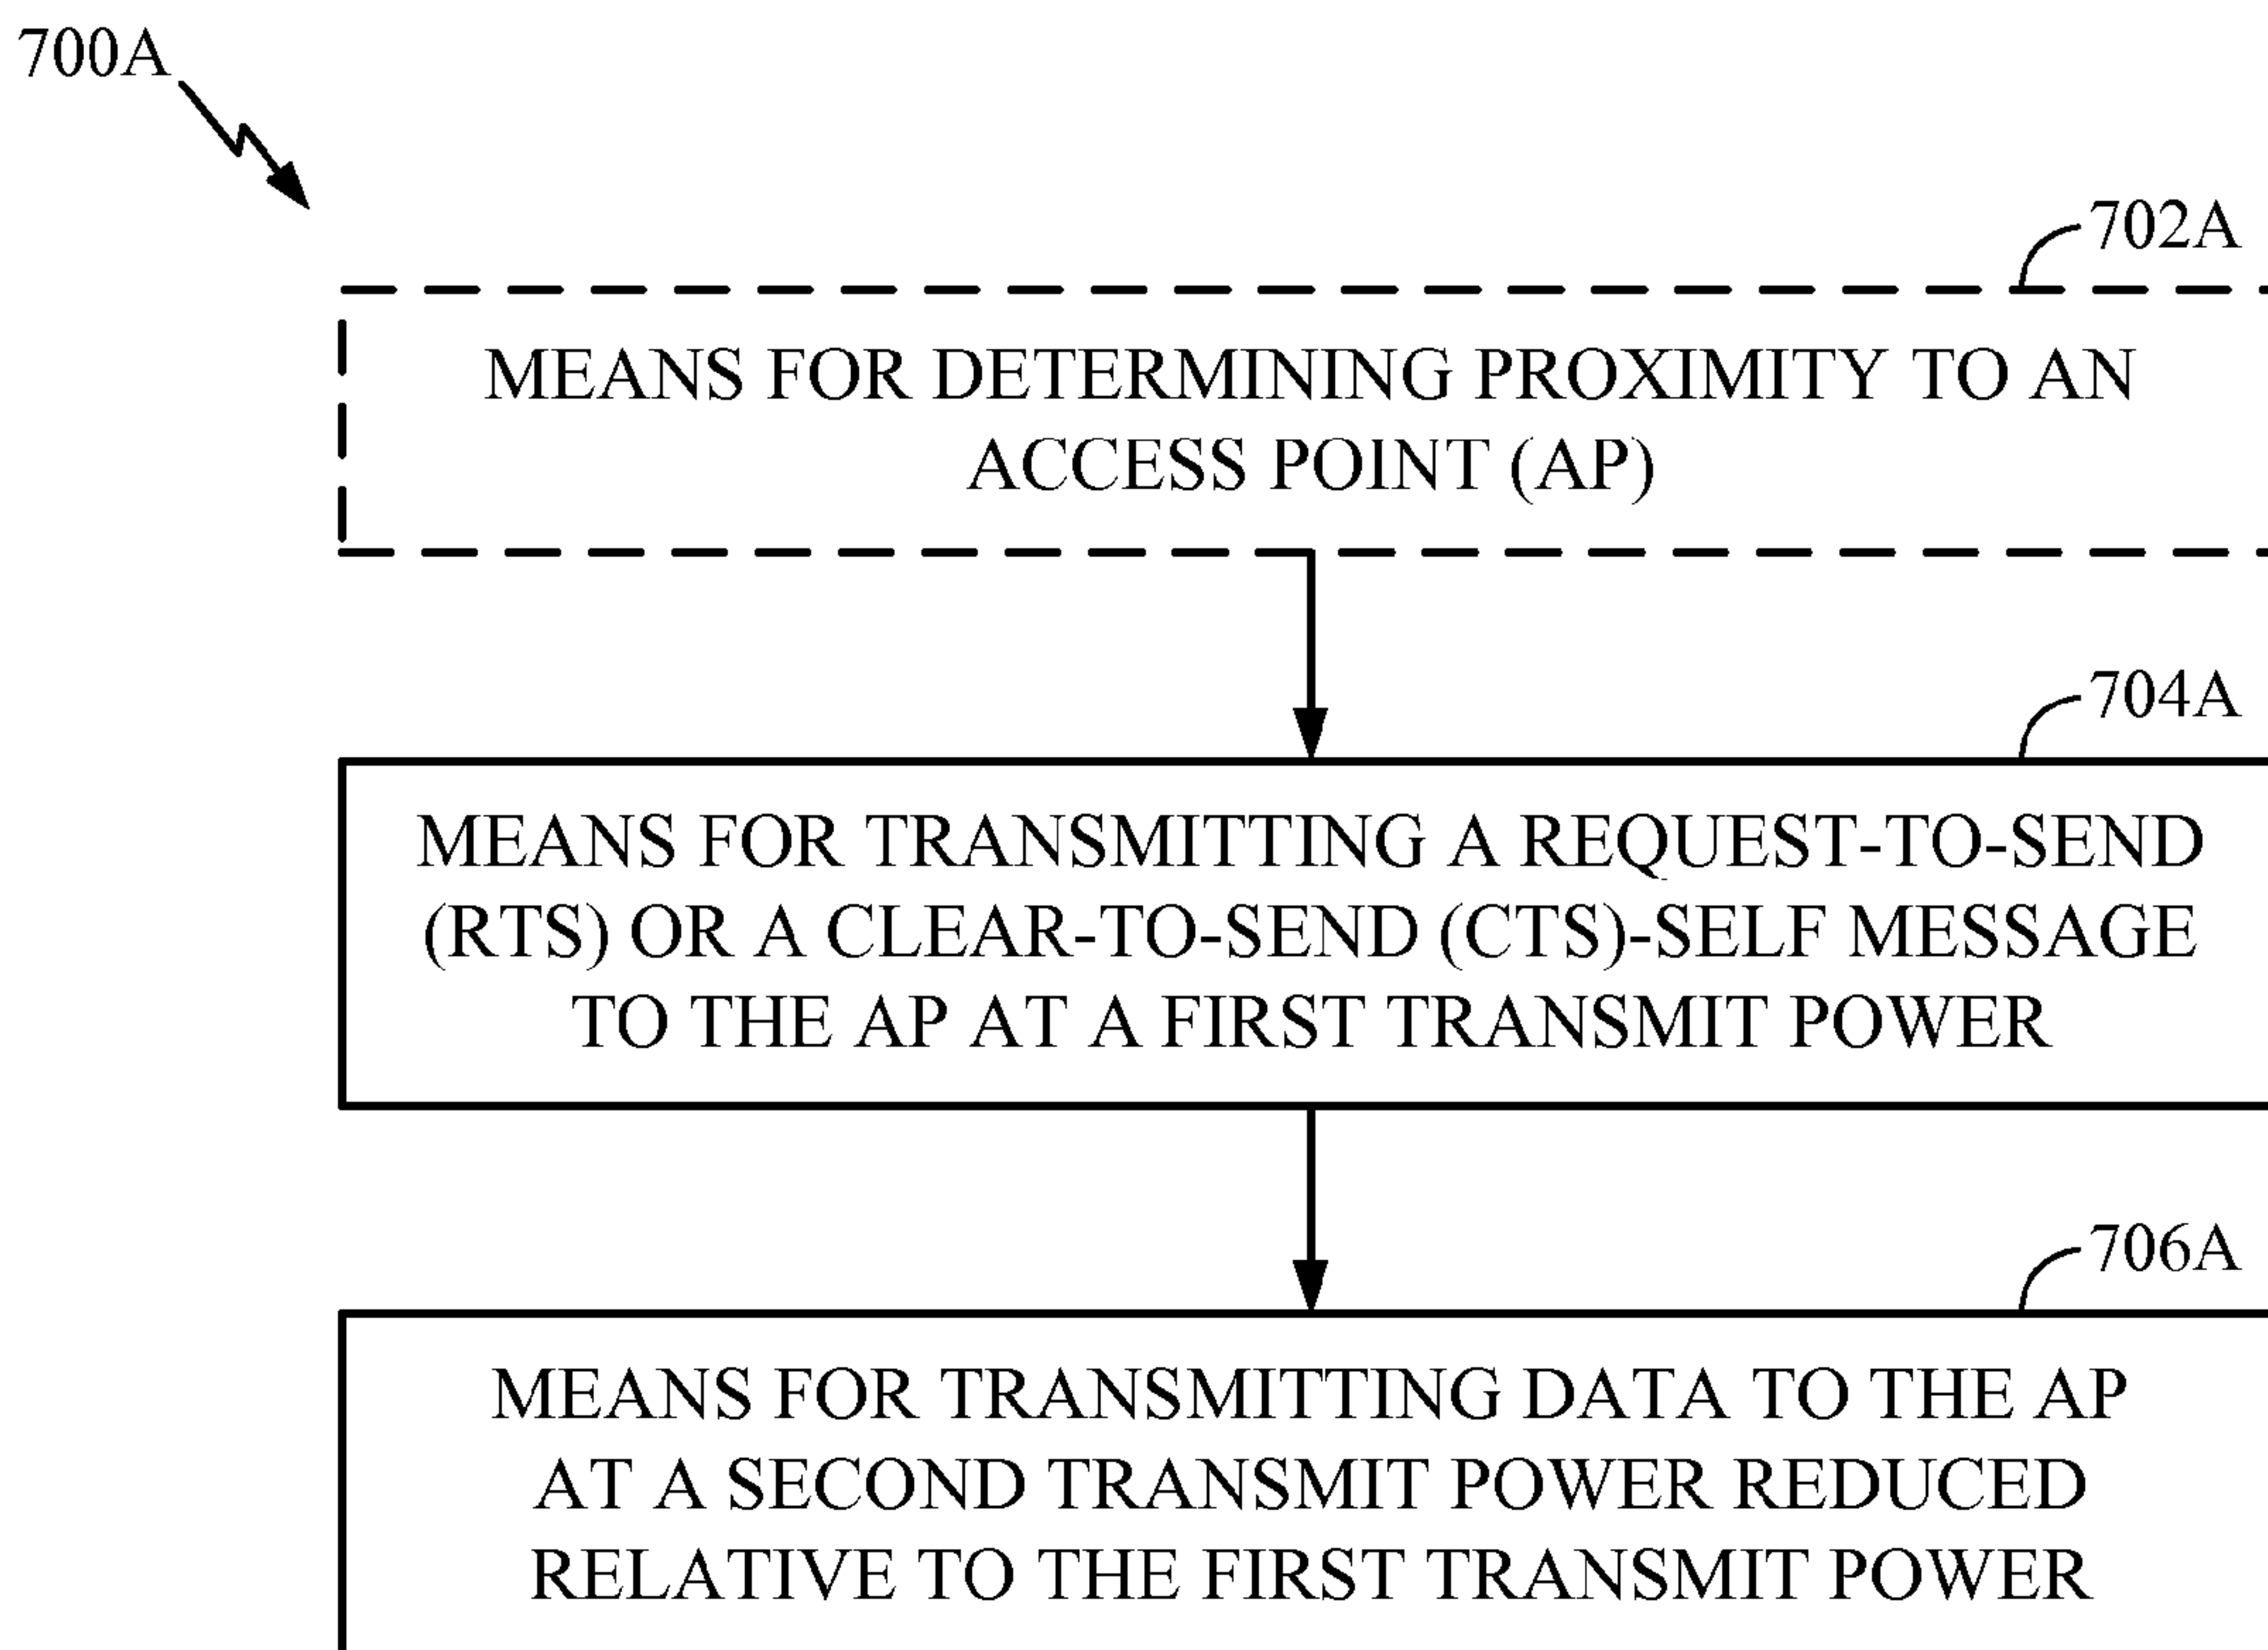 700A
702A
MEANS FOR DETERMINING PROXIMITY TO AN
ACCESS POINT (AP)
704A
MEANS FOR TRANSMITTING A REQUEST-TO-SEND
(RTS) OR A CLEAR-TO-SEND (CTS)-SELF MESSAGE
TO THE AP AT A FIRST TRANSMIT POWER
706A
MEANS FOR TRANSMITTING DATA TO THE AP
AT A SECOND TRANSMIT POWER REDUCED
RELATIVE TO THE FIRST TRANSMIT POWER